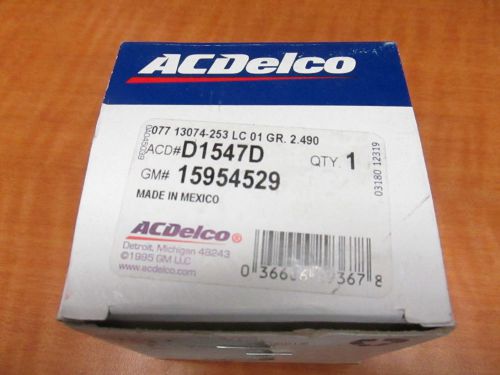 ACDelco
077 13074-253 LC 01 GR. 2.490
ACD# D1547D QTY. 1
GM# 15954529
MADE IN MEXICO
03180 12319
ACDelco®
Detroit, Michigan 48243
©1995 GM LLC
www.acdelco.com